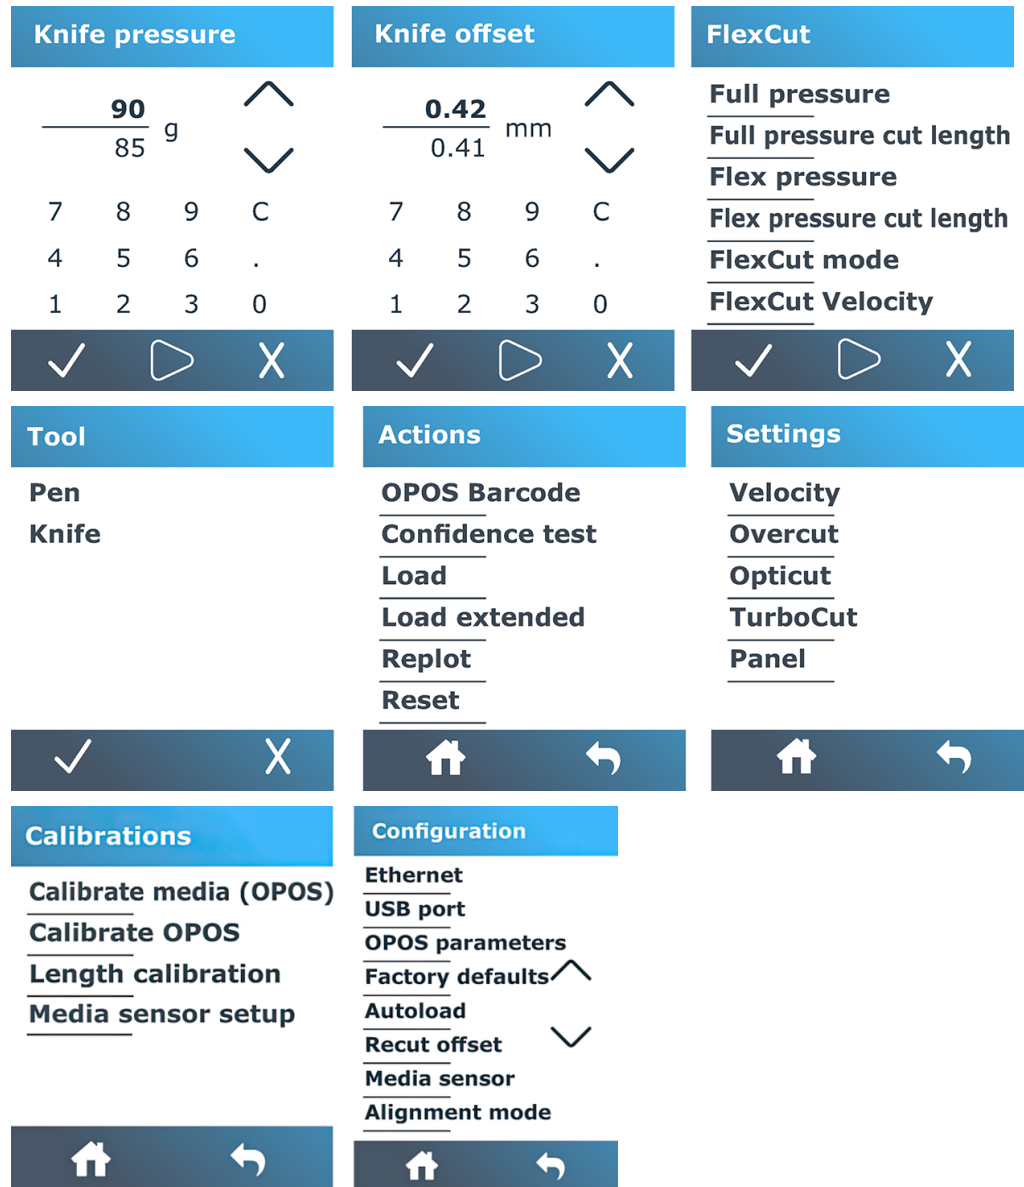 Knife pressure
90
85
g
7 8 9 C
4 5 6 .
1 2 3 0
Knife offset
0.42
0.41
mm
7 8 9 C
4 5 6 .
1 2 3 0
FlexCut
Full pressure
Full pressure cut length
Flex pressure
Flex pressure cut length
FlexCut mode
FlexCut Velocity
Tool
Pen
Knife
Actions
OPOS Barcode
Confidence test
Load
Load extended
Replot
Reset
Settings
Velocity
Overcut
Opticut
TurboCut
Panel
Calibrations
Calibrate media (OPOS)
Calibrate OPOS
Length calibration
Media sensor setup
Configuration
Ethernet
USB port
OPOS parameters
Factory defaults
Autoload
Recut offset
Media sensor
Alignment mode